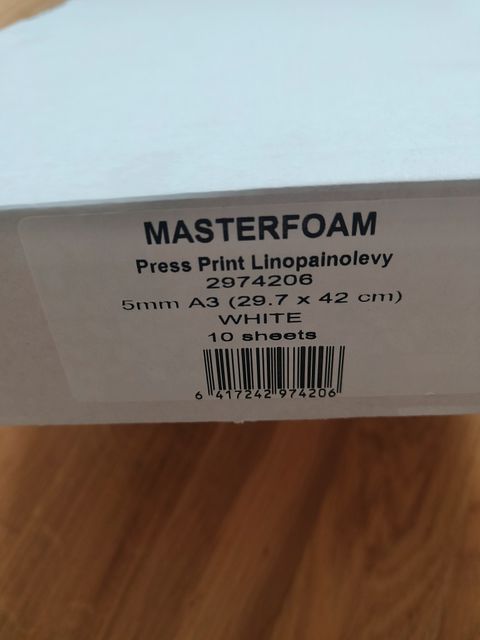 MASTERFOAM
Press Print Linopainolevy
2974206
5mm A3 (29.7 x 42 cm)
WHITE
10 sheets
6 417242 974206